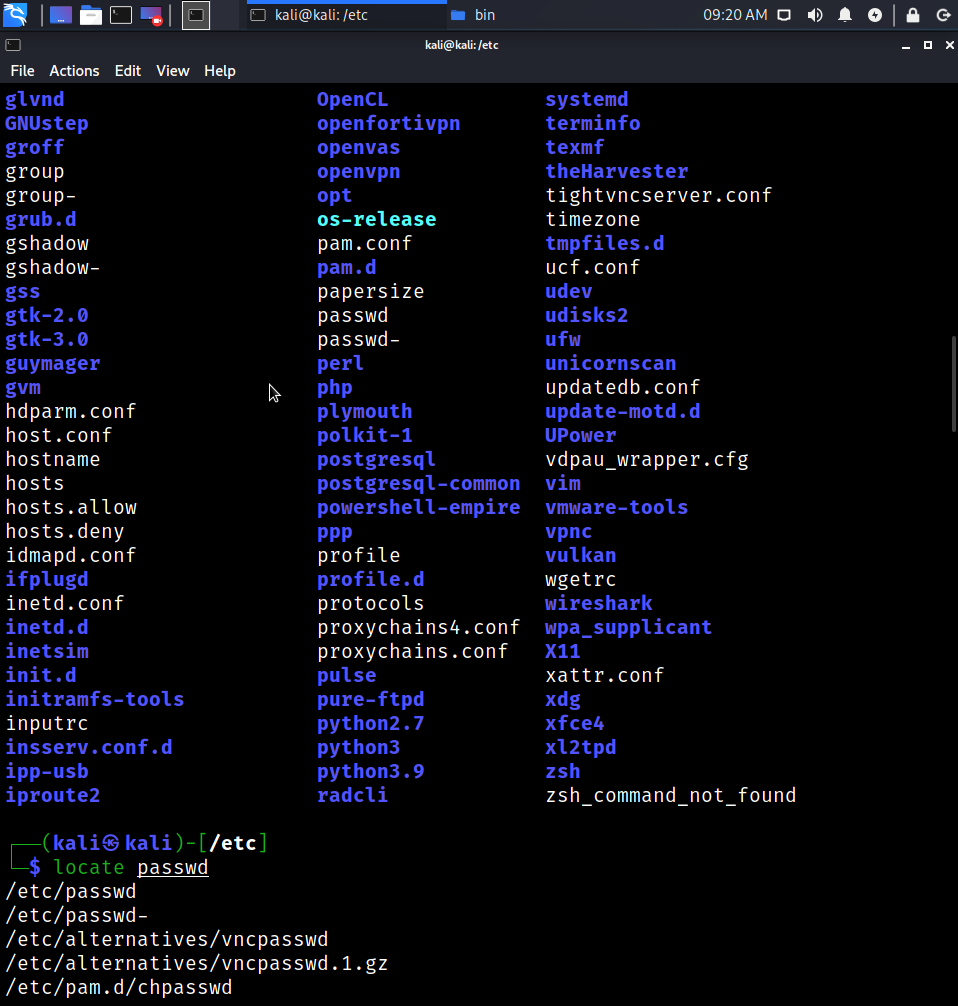 kali@kali: /etc bin 09:20 AM
kali@kali: /etc
File Actions Edit View Help
glvnd OpenCL systemd
GNUstep openfortivpn terminfo
groff openvas texmf
group openvpn theHarvester
group- opt tightvncserver.conf
grub.d os-release timezone
gshadow pam.conf tmpfiles.d
gshadow- pam.d ucf.conf
gss papersize udev
gtk-2.0 passwd udisks2
gtk-3.0 passwd- ufw
guymager perl unicornscan
gvm php updatedb.conf
hdparm.conf plymouth update-motd.d
host.conf polkit-1 UPower
hostname postgresql vdpau_wrapper.cfg
hosts postgresql-common vim
hosts.allow powershell-empire vmware-tools
hosts.deny ppp vpnc
idmapd.conf profile vulkan
ifplugd profile.d wgetrc
inetd.conf protocols wireshark
inetd.d proxychains4.conf wpa_supplicant
inetsim proxychains.conf X11
init.d pulse xattr.conf
initramfs-tools pure-ftpd xdg
inputrc python2.7 xfce4
insserv.conf.d python3 xl2tpd
ipp-usb python3.9 zsh
iproute2 radcli zsh_command_not_found
┌──(kali㉿kali)-[/etc]
└─$ locate passwd
/etc/passwd
/etc/passwd-
/etc/alternatives/vncpasswd
/etc/alternatives/vncpasswd.1.gz
/etc/pam.d/chpasswd